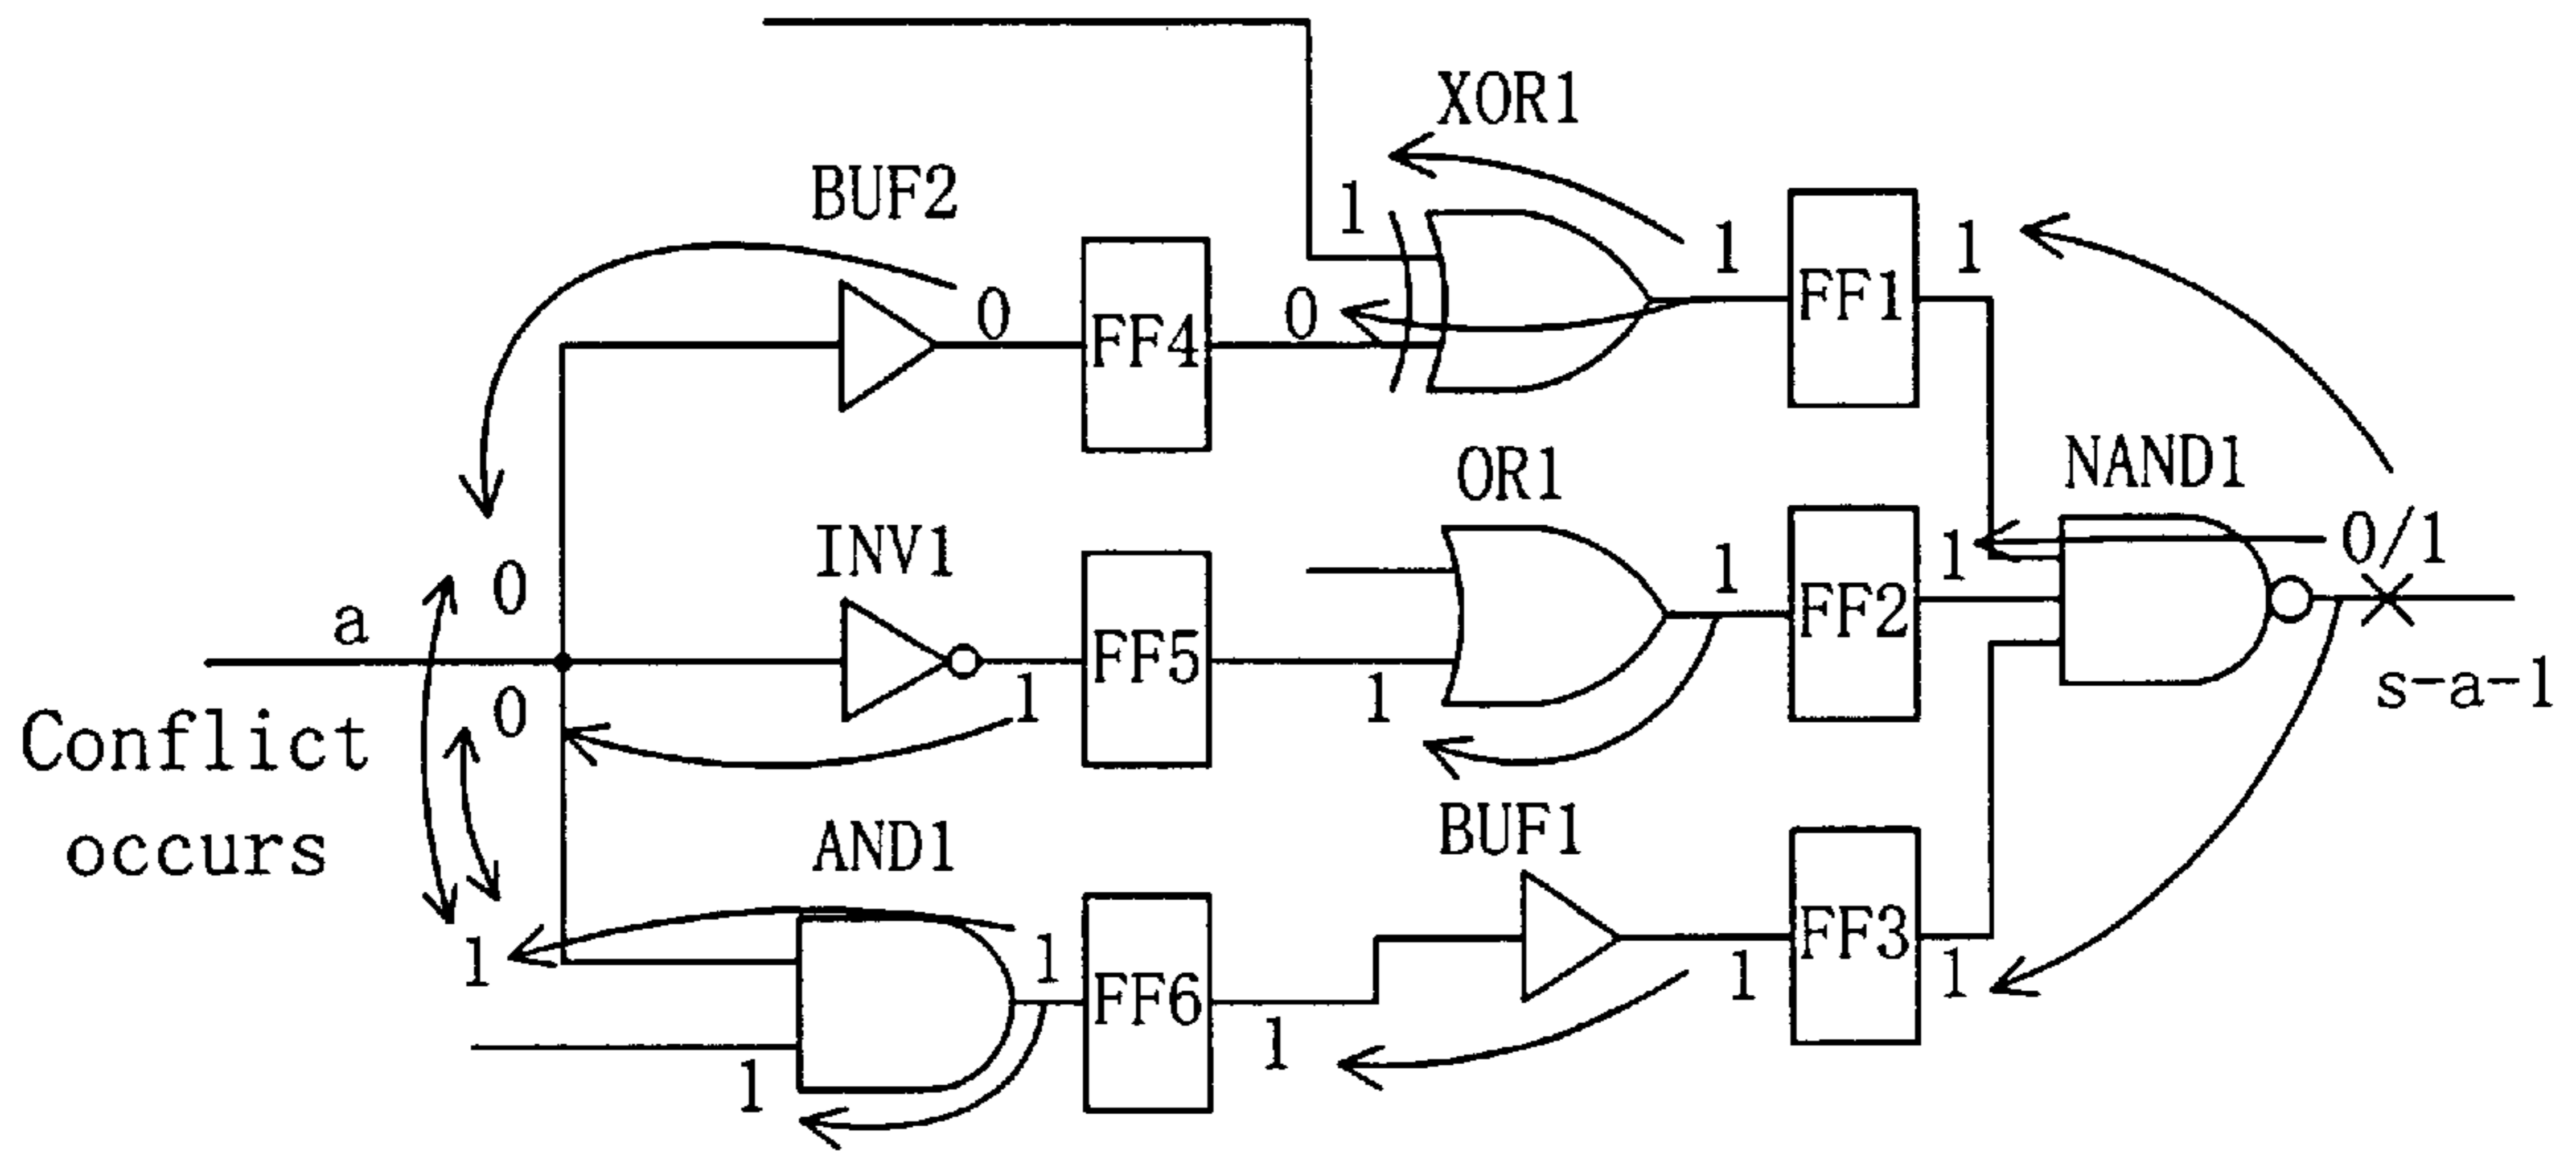 XOR1
1
BUF2
1
FF1
1
0
FF4
0
OR1
NAND1
0/1
INV1
1
FF2
1
0
a
FF5
1
1
s-a-1
0
Conflict
occurs
AND1
BUF1
1
1
FF6
1
1
FF3
1
1